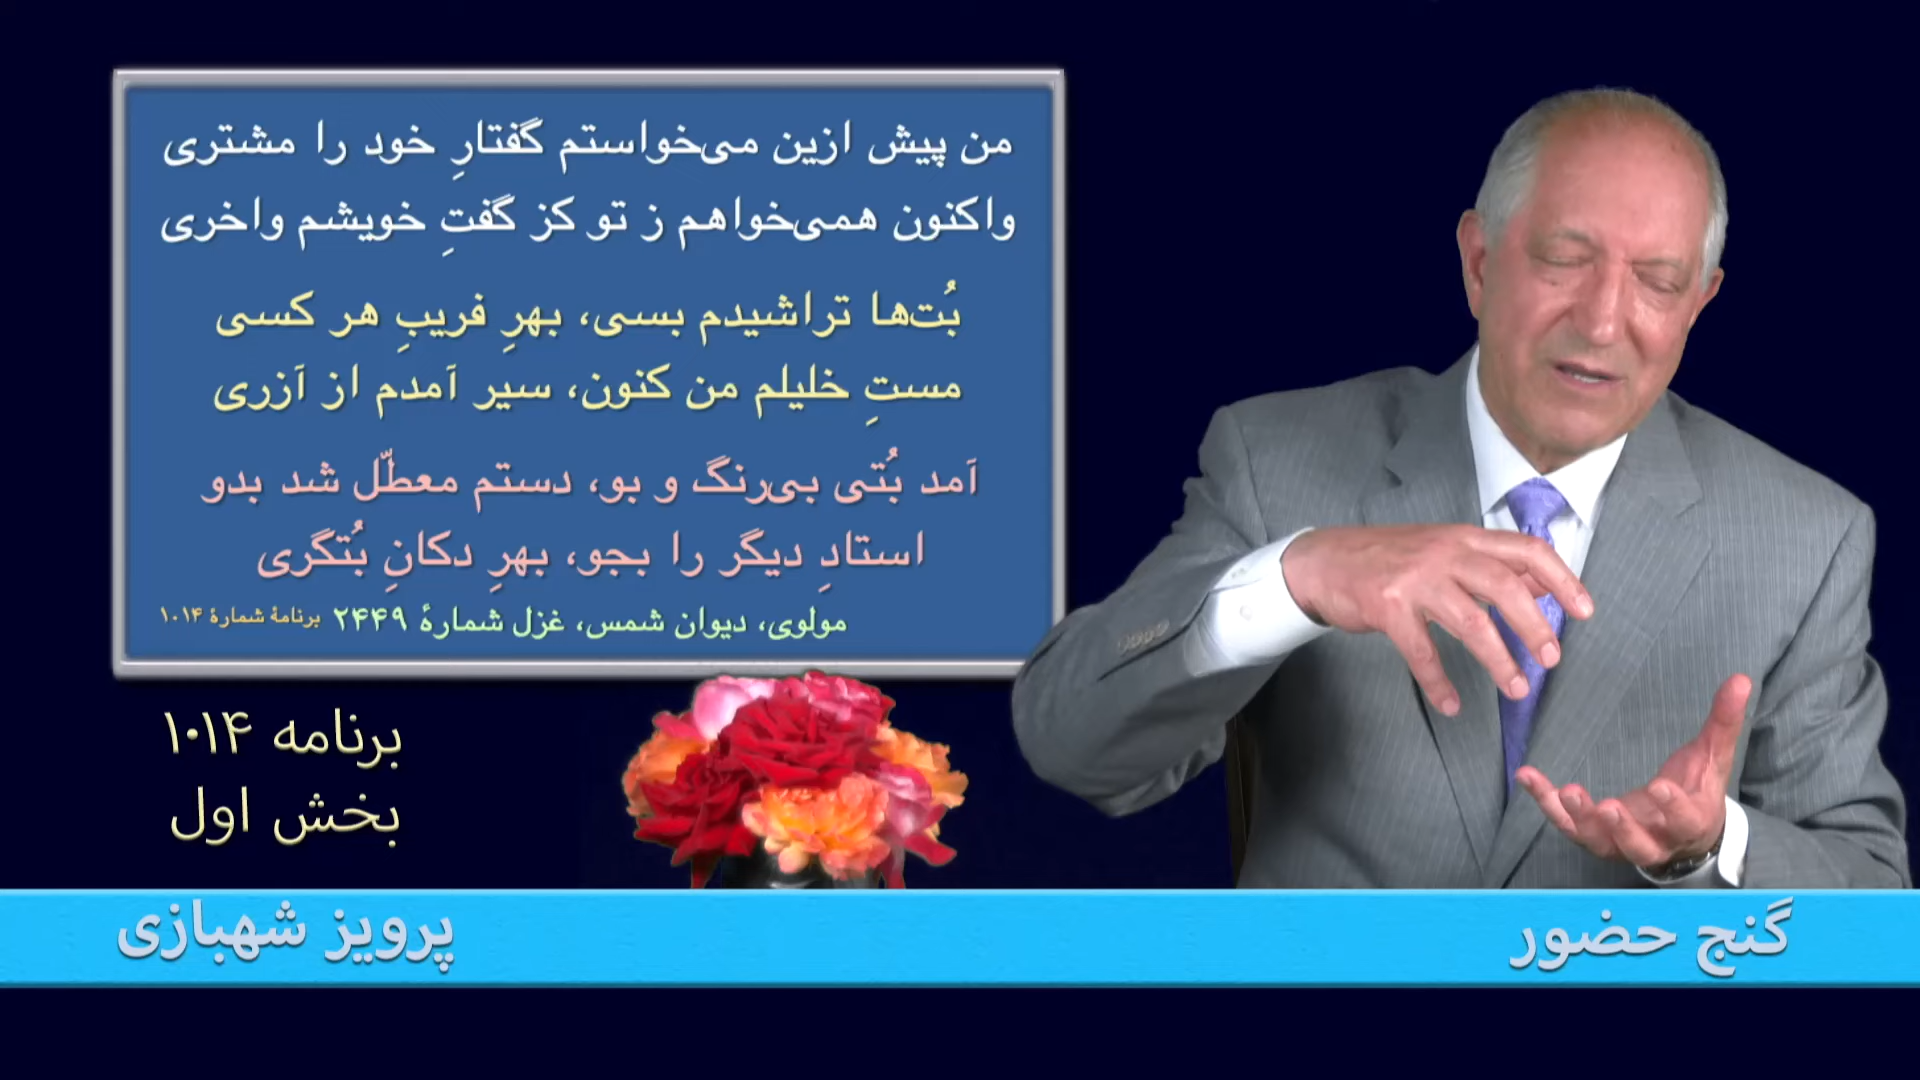 من پیش ازین می‌خواستم گفتارِ خود را مشتری
واکنون همی‌خواهم ز تو کز گفتِ خویشم واخری
بُت‌ها تراشیدم بسی، بهرِ فریبِ هر کسی
مستِ خلیلم من کنون، سیر آمدم از آزری
آمد بُتی بی‌رنگ و بو، دستم معطّل شد بدو
استادِ دیگر را بجو، بهرِ دکانِ بُتگری
مولوی، دیوان شمس، غزل شمارهٔ ۲۴۴۹ برنامهٔ شمارهٔ ۱۰۱۴
برنامه ۱۰۱۴
بخش اول
گنج حضور
پرویز شهبازی